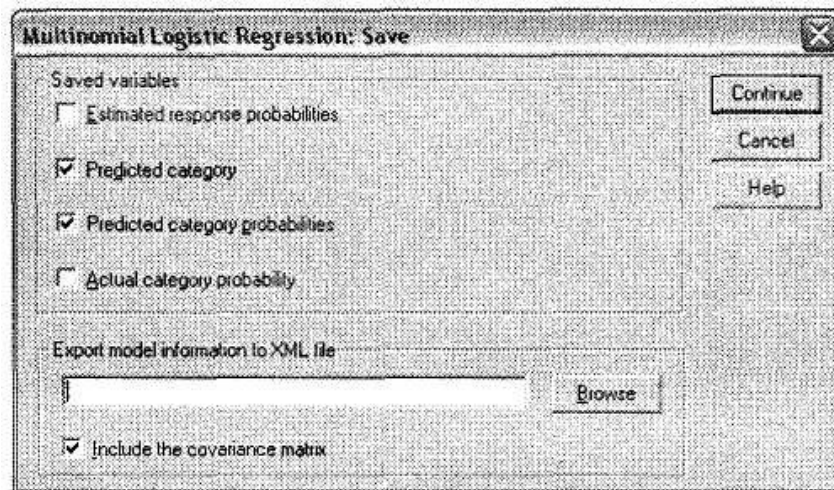 Multinomial Logistic Regression: Save
Saved variables
Estimated response probabilities
Predicted category
Predicted category probabilities
Actual category probability
Continue
Cancel
Help
Export model information to XML file
Browse
Include the covariance matrix